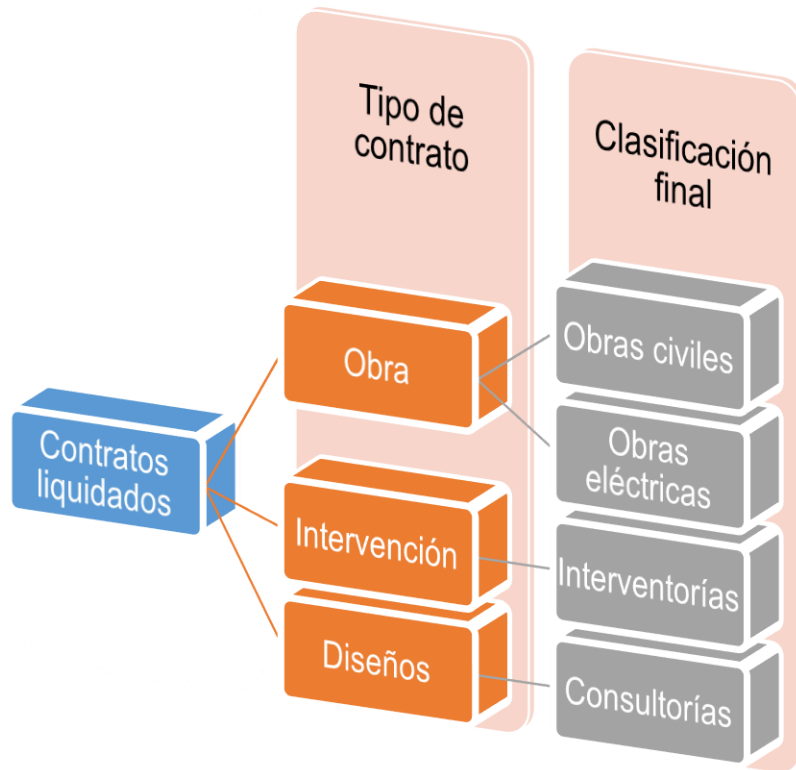 Tipo de
contrato
Clasificación
final
Contratos
liquidados
Obra
Intervención
Diseños
Obras civiles
Obras
eléctricas
Interventorías
Consultorías